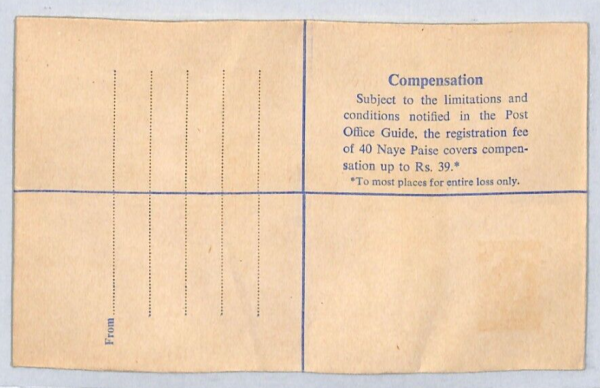 Compensation
Subject to the limitations and
conditions notified in the Post
Office Guide, the registration fee
of 40 Naye Paise covers compen-
sation up to Rs. 39.*
*To most places for entire loss only.
From